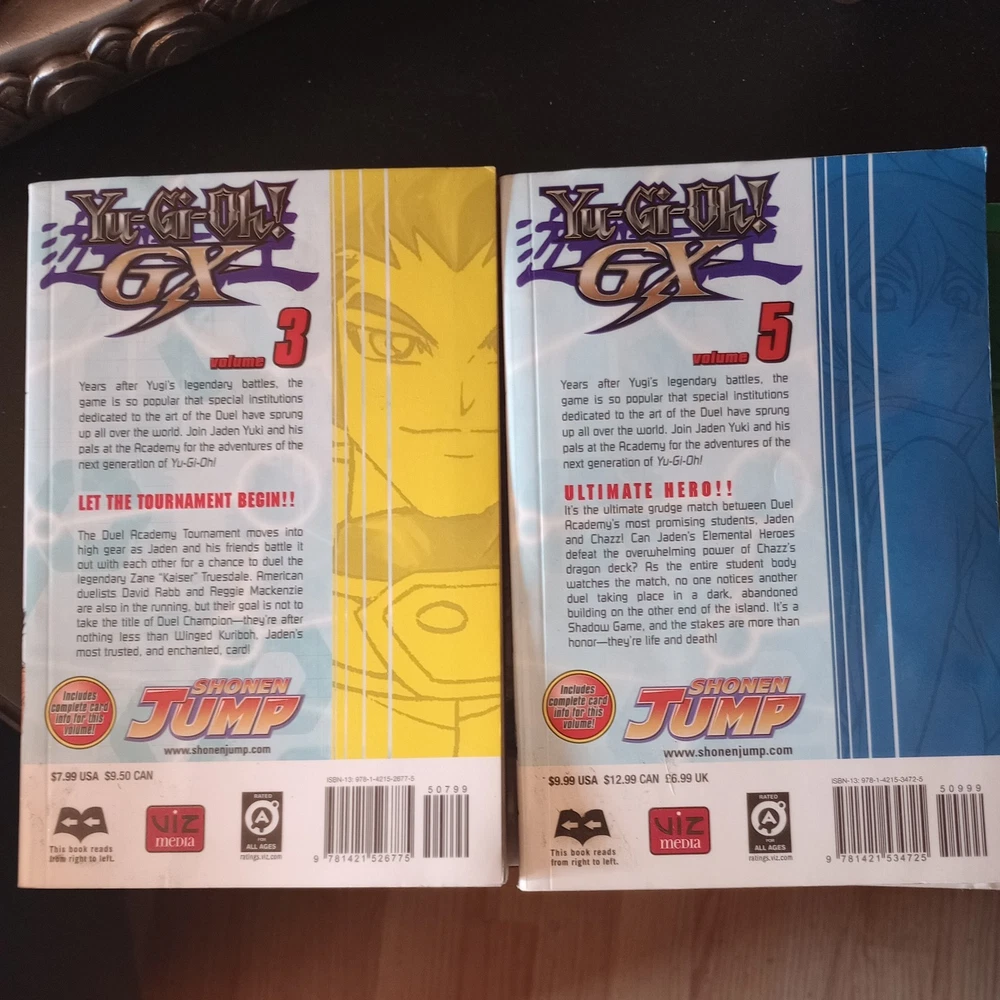 Yu-Gi-Oh!
GX
volume 3
Years after Yugi's legendary battles, the
game is so popular that special institutions
dedicated to the art of the Duel have sprung
up all over the world. Join Jaden Yuki and his
pals at the Academy for the adventures of the
next generation of Yu-Gi-Oh!
LET THE TOURNAMENT BEGIN!!
The Duel Academy Tournament moves into
high gear as Jaden and his friends battle it
out with each other for a chance to duel the
legendary Zane "Kaiser" Truesdale. American
duelists David Rabb and Reggie Mackenzie
are also in the running, but their goal is not to
take the title of Duel Champion—they're after
nothing less than Winged Kuriboh, Jaden's
most trusted, and enchanted, card!
Includes
complete card
info for this
volume!
SHONEN
JUMP
www.shonenjump.com
$7.99 USA $9.50 CAN
ISBN-13: 978-1-4215-2677-5
50799
This book reads
from right to left.
VIZ
MEDIA
RATED
A
FOR
ALL AGES
ratings.viz.com
9 781421 526775
Yu-Gi-Oh!
GX
volume 5
Years after Yugi's legendary battles, the
game is so popular that special institutions
dedicated to the art of the Duel have sprung
up all over the world. Join Jaden Yuki and his
pals at the Academy for the adventures of the
next generation of Yu-Gi-Oh!
ULTIMATE HERO!!
It's the ultimate grudge match between Duel
Academy's most promising students, Jaden
and Chazz! Can Jaden's Elemental Heroes
defeat the overwhelming power of Chazz's
dragon deck? As the entire student body
watches the match, no one notices another
duel taking place in a dark, abandoned
building on the other end of the island. It's a
Shadow Game, and the stakes are more than
honor—they're life and death!
Includes
complete card
info for this
volume!
SHONEN
JUMP
www.shonenjump.com
$9.99 USA $12.99 CAN £6.99 UK
ISBN-13: 978-1-4215-3472-5
50999
This book reads
from right to left.
VIZ
MEDIA
RATED
A
FOR
ALL AGES
ratings.viz.com
9 781421 534725